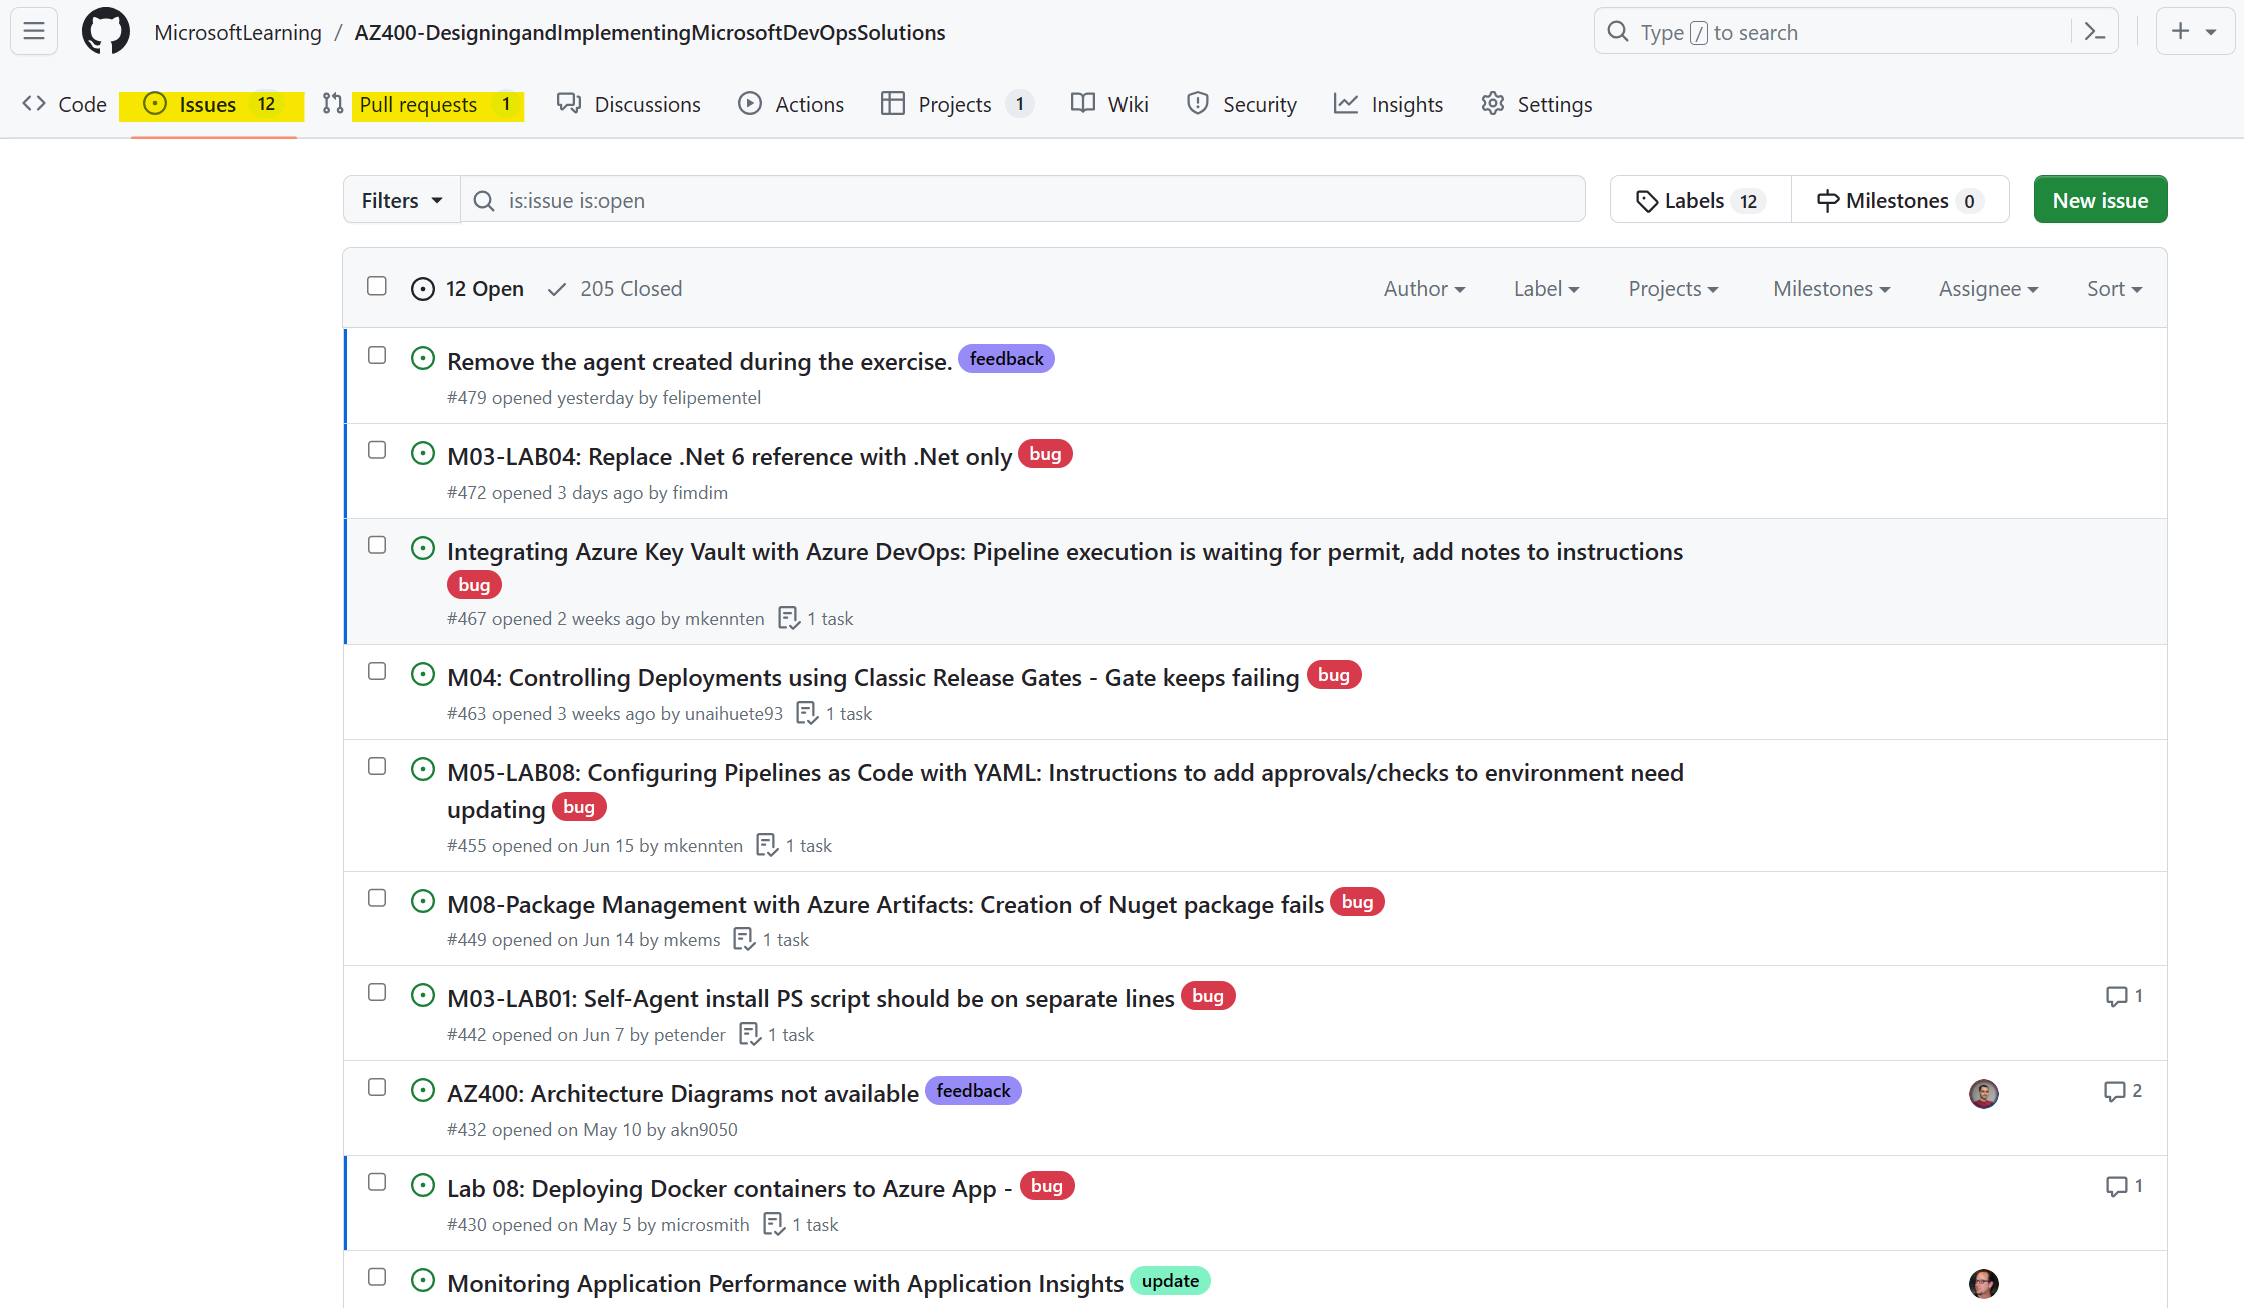 MicrosoftLearning / AZ400-DesigningandImplementingMicrosoftDevOpsSolutions
Type / to search
Code Issues 12 Pull requests 1 Discussions Actions Projects 1 Wiki Security Insights Settings
Filters is:issue is:open Labels 12 Milestones 0 New issue
12 Open 205 Closed Author Label Projects Milestones Assignee Sort
Remove the agent created during the exercise. feedback
#479 opened yesterday by felipementel
M03-LAB04: Replace .Net 6 reference with .Net only bug
#472 opened 3 days ago by fimdim
Integrating Azure Key Vault with Azure DevOps: Pipeline execution is waiting for permit, add notes to instructions
bug
#467 opened 2 weeks ago by mkennten 1 task
M04: Controlling Deployments using Classic Release Gates - Gate keeps failing bug
#463 opened 3 weeks ago by unaihuete93 1 task
M05-LAB08: Configuring Pipelines as Code with YAML: Instructions to add approvals/checks to environment need
updating bug
#455 opened on Jun 15 by mkennten 1 task
M08-Package Management with Azure Artifacts: Creation of Nuget package fails bug
#449 opened on Jun 14 by mkems 1 task
M03-LAB01: Self-Agent install PS script should be on separate lines bug 1
#442 opened on Jun 7 by petender 1 task
AZ400: Architecture Diagrams not available feedback 2
#432 opened on May 10 by akn9050
Lab 08: Deploying Docker containers to Azure App - bug 1
#430 opened on May 5 by microsmith 1 task
Monitoring Application Performance with Application Insights update